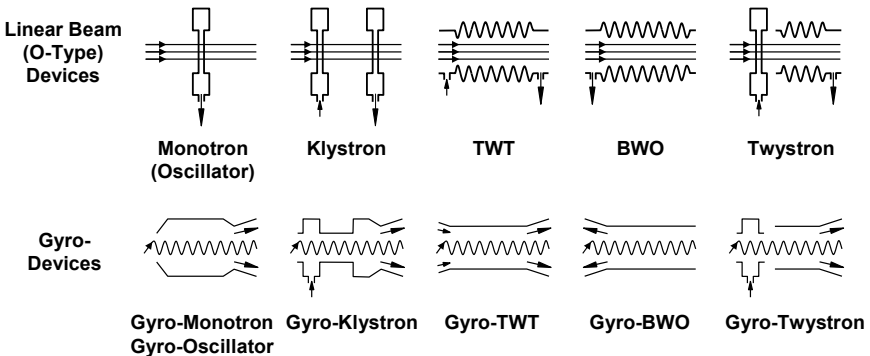 Linear Beam
(O-Type)
Devices
Monotron
(Oscillator)
Klystron
TWT
BWO
Twystron
Gyro-
Devices
Gyro-Monotron
Gyro-Oscillator
Gyro-Klystron
Gyro-TWT
Gyro-BWO
Gyro-Twystron